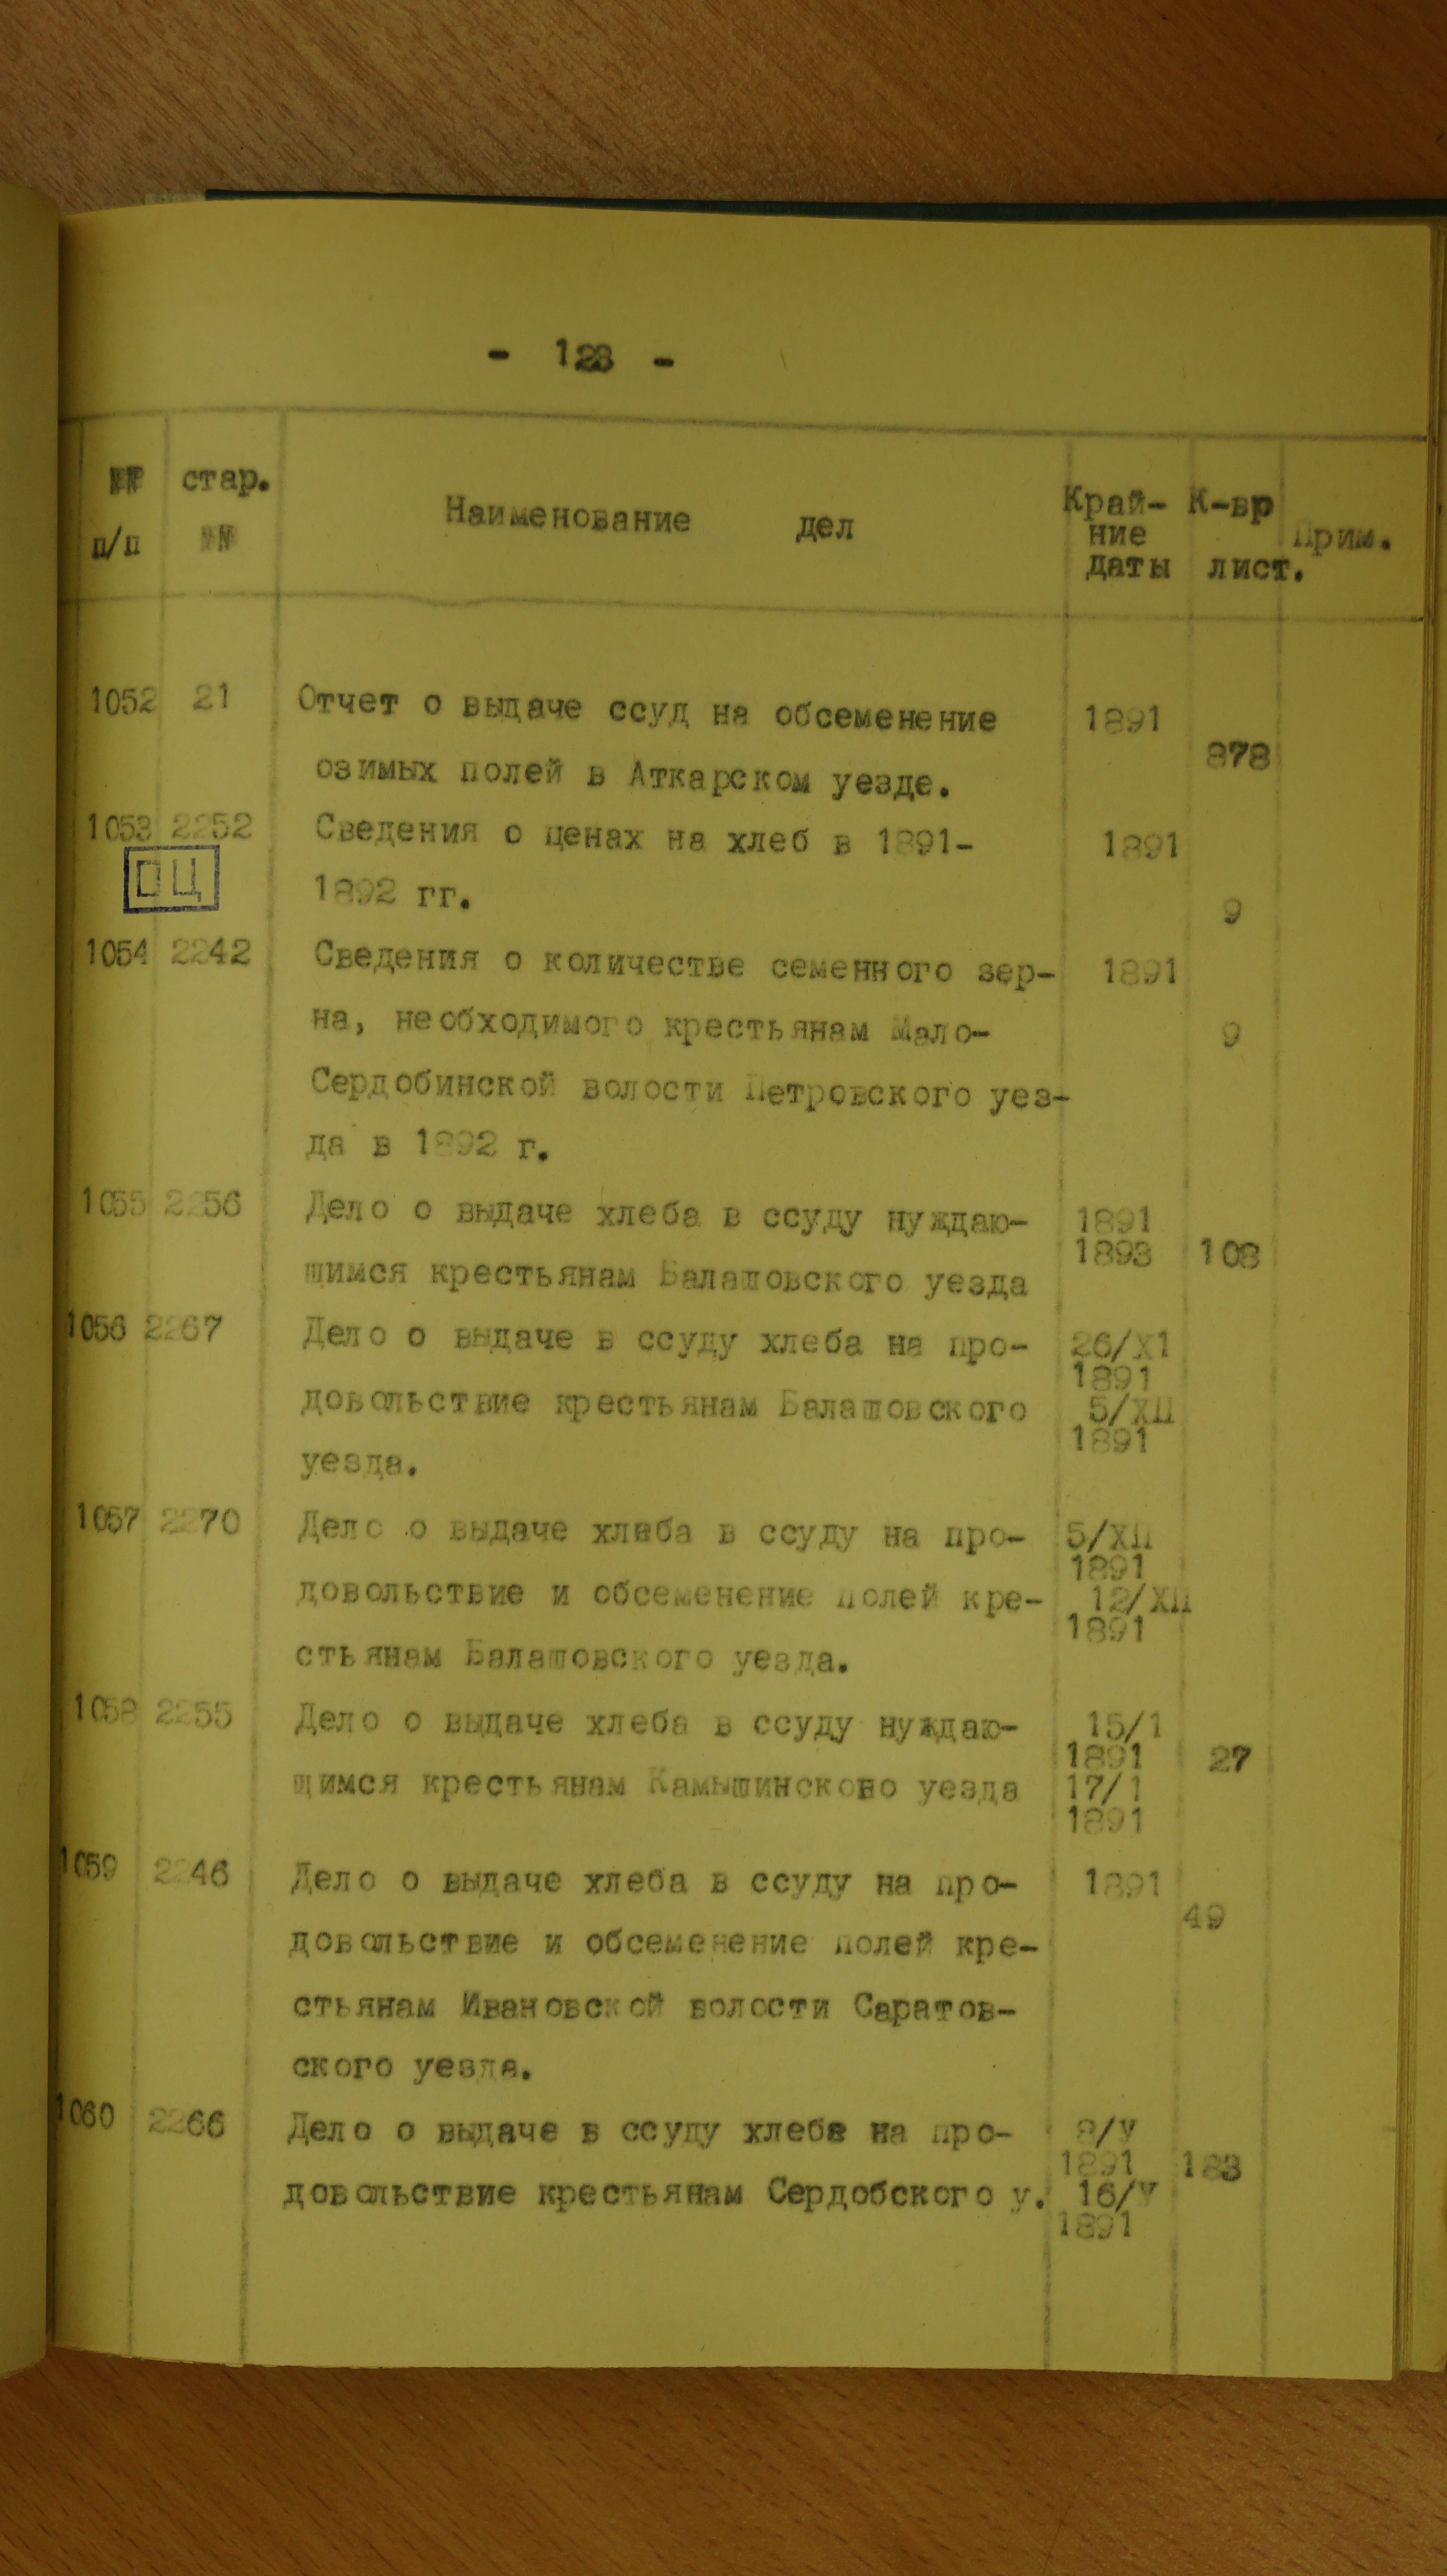 - 128 -
№№ стар. Наименование дел Край- К-вр Прим.
п/п №№ ние
даты лист.
1052 21 Отчет о выдаче ссуд на обсеменение 1891
озимых полей в Аткарском уезде. 878
1053 2252 Сведения о ценах на хлеб в 1891- 1891
ОЦ 1892 гг. 9
1054 2242 Сведения о количестве семенного зер- 1891
на, необходимого крестьянам Мало- 9
Сердобинской волости Петровского уез-
да в 1892 г.
1055 2256 Дело о выдаче хлеба в ссуду нуждаю- 1891
1893 108
щимся крестьянам Балашовского уезда
1056 2267 Дело о выдаче в ссуду хлеба на про- 26/X1
1891
довольствие крестьянам Балашовского 5/XII
1891
уезда.
1057 2270 Дело о выдаче хлеба в ссуду на про- 5/XII
1891
довольствие и обсеменение полей кре- 12/XII
1891
стьянам Балашовского уезда.
1058 2255 Дело о выдаче хлеба в ссуду нуждаю- 15/1
1891 27
щимся крестьянам Камышинсково уезда 17/1
1891
1059 2246 Дело о выдаче хлеба в ссуду на про- 1891
49
довольствие и обсеменение полей кре-
стьянам Ивановской волости Саратов-
ского уезда.
1060 2266 Дело о выдаче в ссуду хлеба на про- 8/У
1891 183
довольствие крестьянам Сердобского у. 16/У
1891